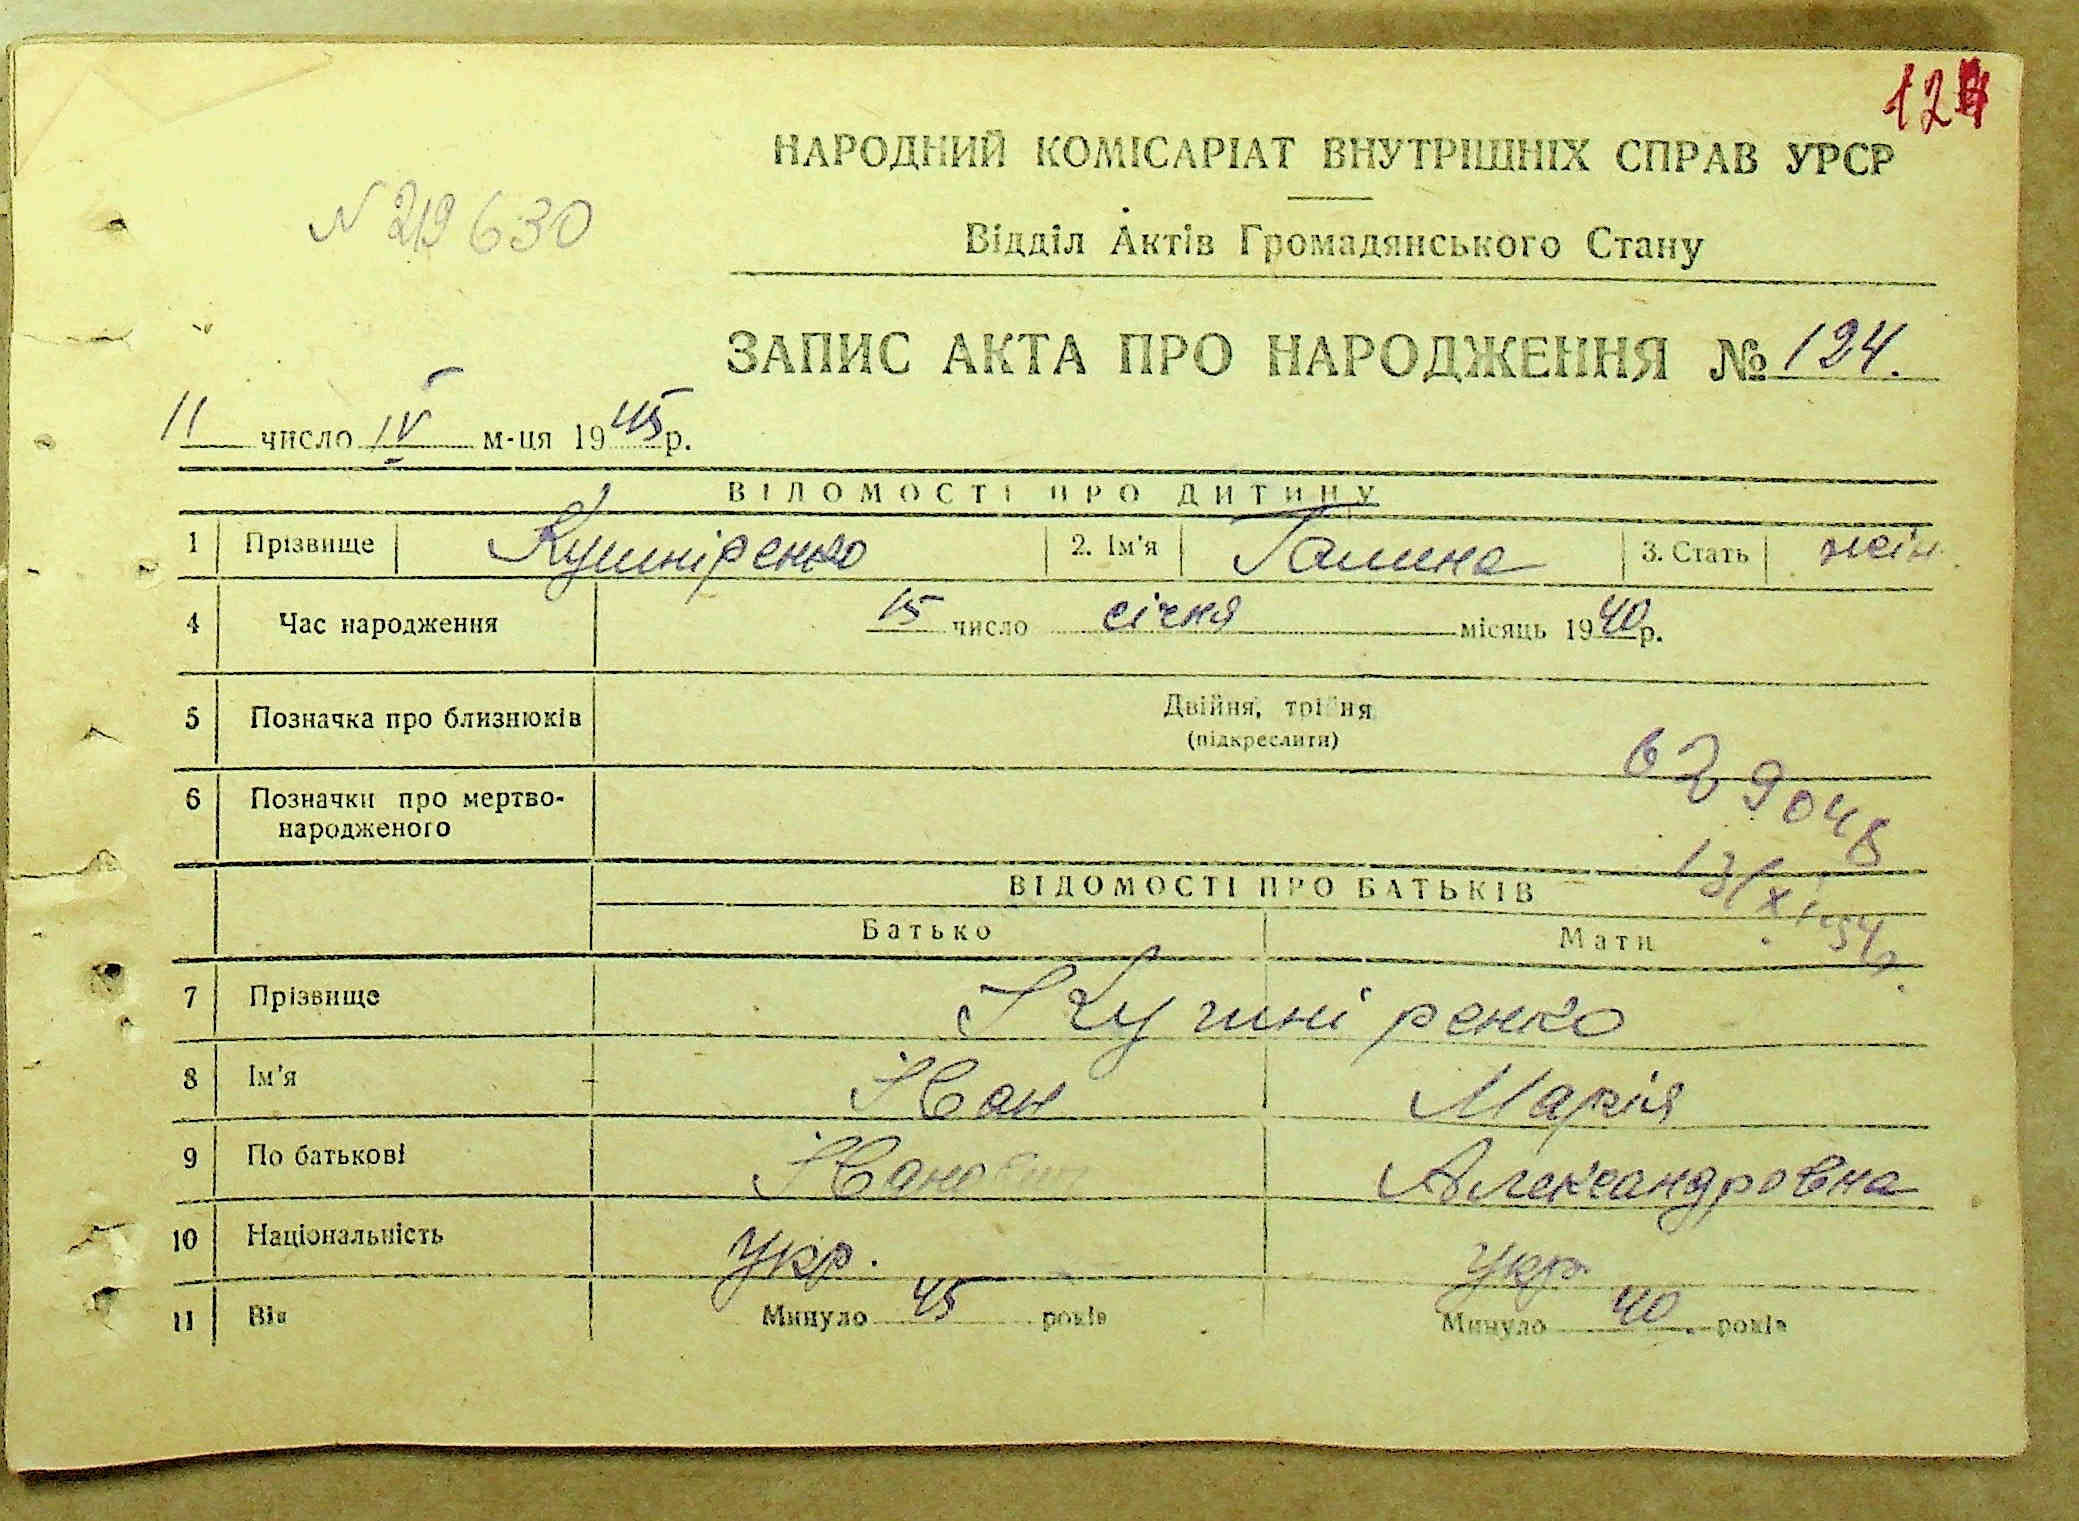 НАРОДНИЙ КОМІСАРІАТ ВНУТРІШНІХ СПРАВ УРСР
N 219630
Відділ Актів Громадянського Стану
ЗАПИС АКТА ПРО НАРОДЖЕННЯ № 124.
11 число IV м-ця 1945 р.
ВІДОМОСТІ ПРО ДИТИНУ
1 Прізвище Кушніренко 2. Ім'я Галина 3. Стать жін.
4 Час народження 15 число січня місяць 1940 р.
5 Позначка про близнюків Двійня, трійня
(підкреслити)
6 Позначки про мертво-
народженого
ВІДОМОСТІ ПРО БАТЬКІВ
Батько Мати
7 Прізвище Кушніренко
8 Ім'я Іван Марія
9 По батькові Іванович Александровна
10 Національність Укр. Укр.
11 Вік Минуло 45 років Минуло 40 років